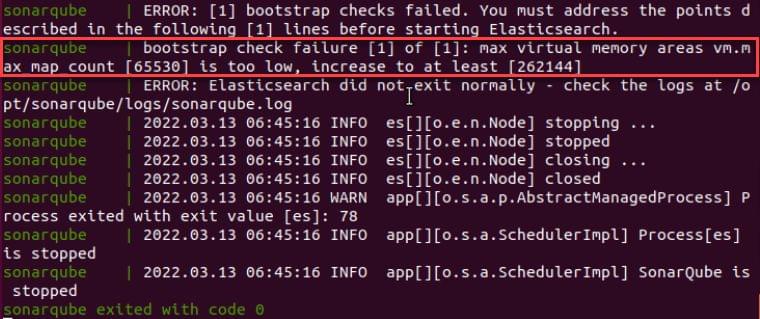 sonarqube    | ERROR: [1] bootstrap checks failed. You must address the points d
escribed in the following [1] lines before starting Elasticsearch.
sonarqube    | bootstrap check failure [1] of [1]: max virtual memory areas vm.m
ax_map_count [65530] is too low, increase to at least [262144]
sonarqube    | ERROR: Elasticsearch did not exit normally - check the logs at /o
pt/sonarqube/logs/sonarqube.log
sonarqube    | 2022.03.13 06:45:16 INFO  es[][o.e.n.Node] stopping ...
sonarqube    | 2022.03.13 06:45:16 INFO  es[][o.e.n.Node] stopped
sonarqube    | 2022.03.13 06:45:16 INFO  es[][o.e.n.Node] closing ...
sonarqube    | 2022.03.13 06:45:16 INFO  es[][o.e.n.Node] closed
sonarqube    | 2022.03.13 06:45:16 WARN  app[][o.s.a.p.AbstractManagedProcess] P
rocess exited with exit value [es]: 78
sonarqube    | 2022.03.13 06:45:16 INFO  app[][o.s.a.SchedulerImpl] Process[es]
is stopped
sonarqube    | 2022.03.13 06:45:16 INFO  app[][o.s.a.SchedulerImpl] SonarQube is
 stopped
sonarqube exited with code 0